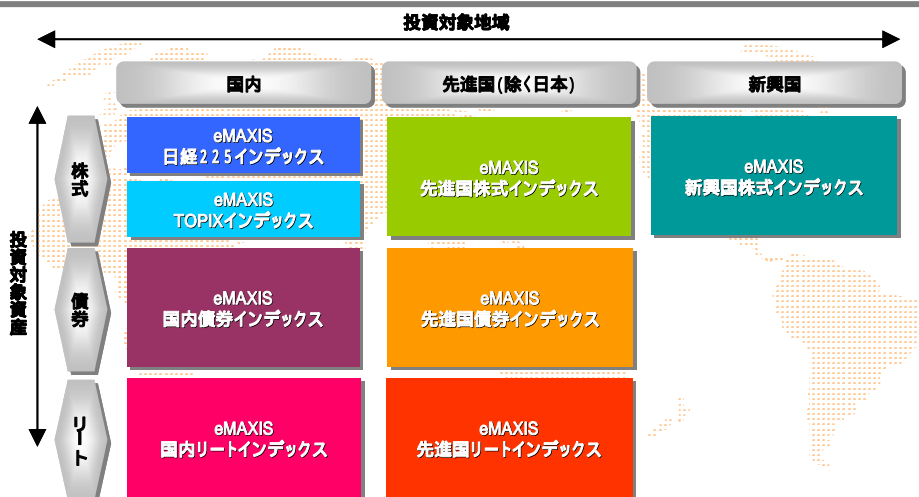 投資対象地域
国内
先進国(除く日本)
新興国
投資対象資産
株式
eMAXIS
日経225インデックス
eMAXIS
TOPIXインデックス
eMAXIS
先進国株式インデックス
eMAXIS
新興国株式インデックス
債券
eMAXIS
国内債券インデックス
eMAXIS
先進国債券インデックス
リート
eMAXIS
国内リートインデックス
eMAXIS
先進国リートインデックス